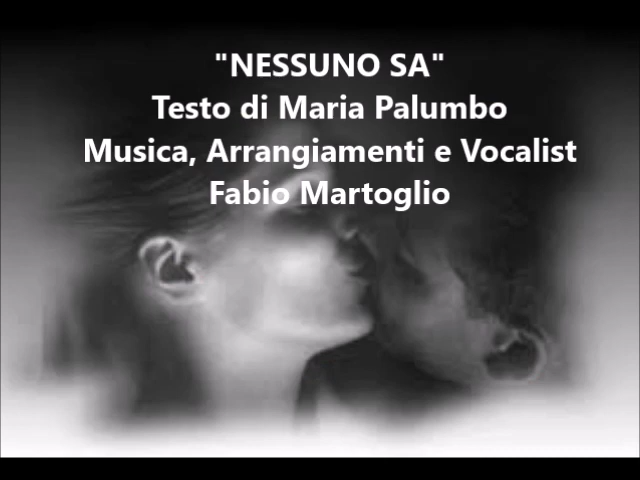 "NESSUNO SA"
Testo di Maria Palumbo
Musica, Arrangiamenti e Vocalist
Fabio Martoglio